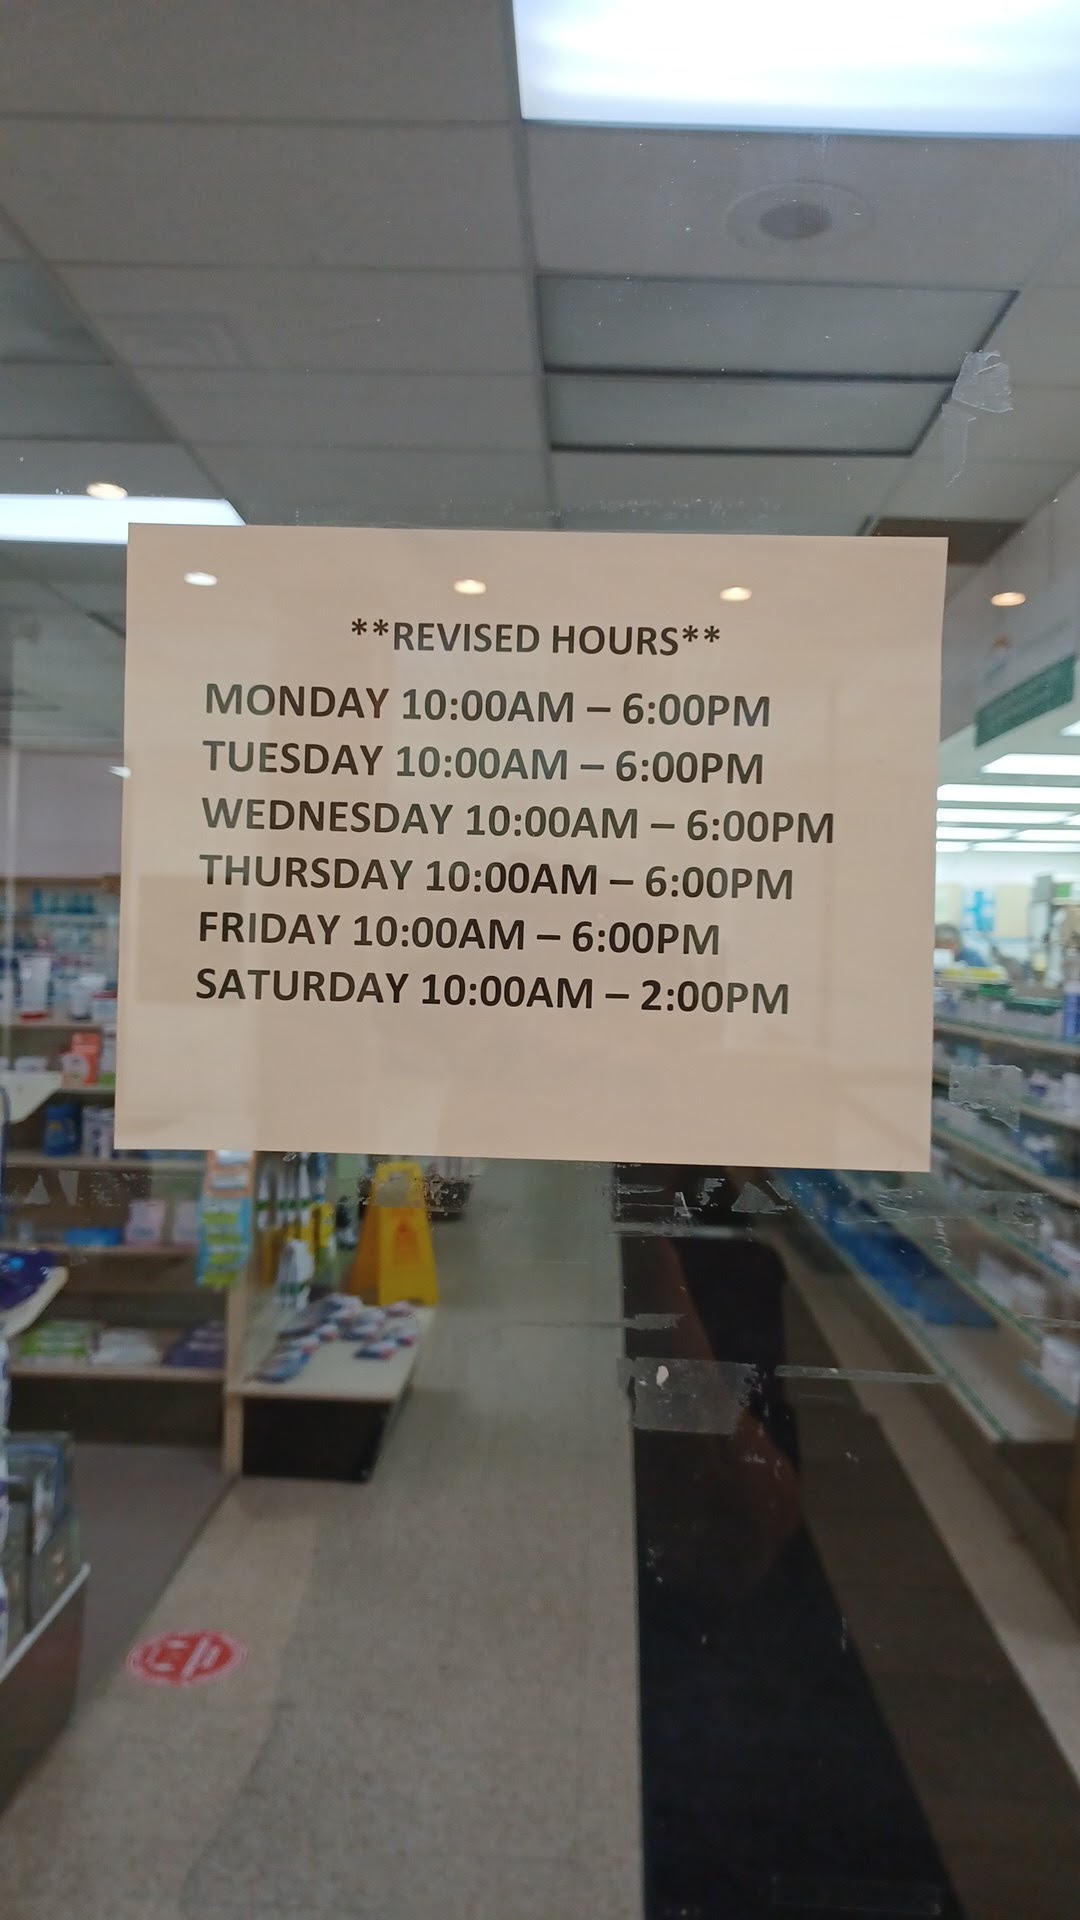 **REVISED HOURS**
MONDAY 10:00AM – 6:00PM
TUESDAY 10:00AM – 6:00PM
WEDNESDAY 10:00AM – 6:00PM
THURSDAY 10:00AM – 6:00PM
FRIDAY 10:00AM – 6:00PM
SATURDAY 10:00AM – 2:00PM